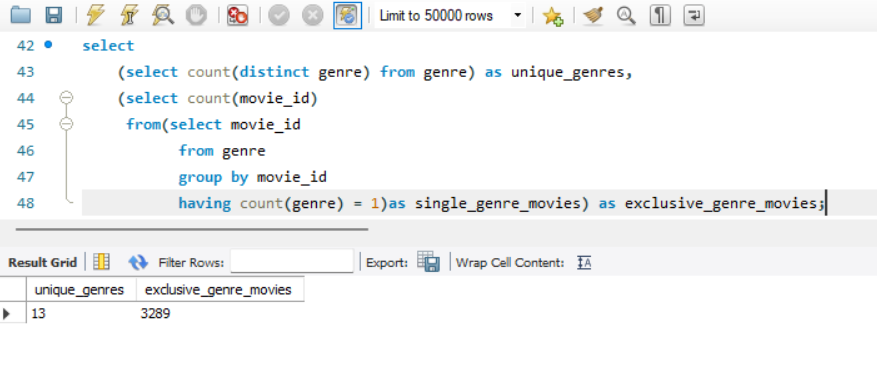 Limit to 50000 rows
42 select
43 (select count(distinct genre) from genre) as unique_genres,
44 (select count(movie_id)
45 from(select movie_id
46 from genre
47 group by movie_id
48 having count(genre) = 1)as single_genre_movies) as exclusive_genre_movies;
Result Grid Filter Rows: Export: Wrap Cell Content: IA
unique_genres exclusive_genre_movies
13 3289